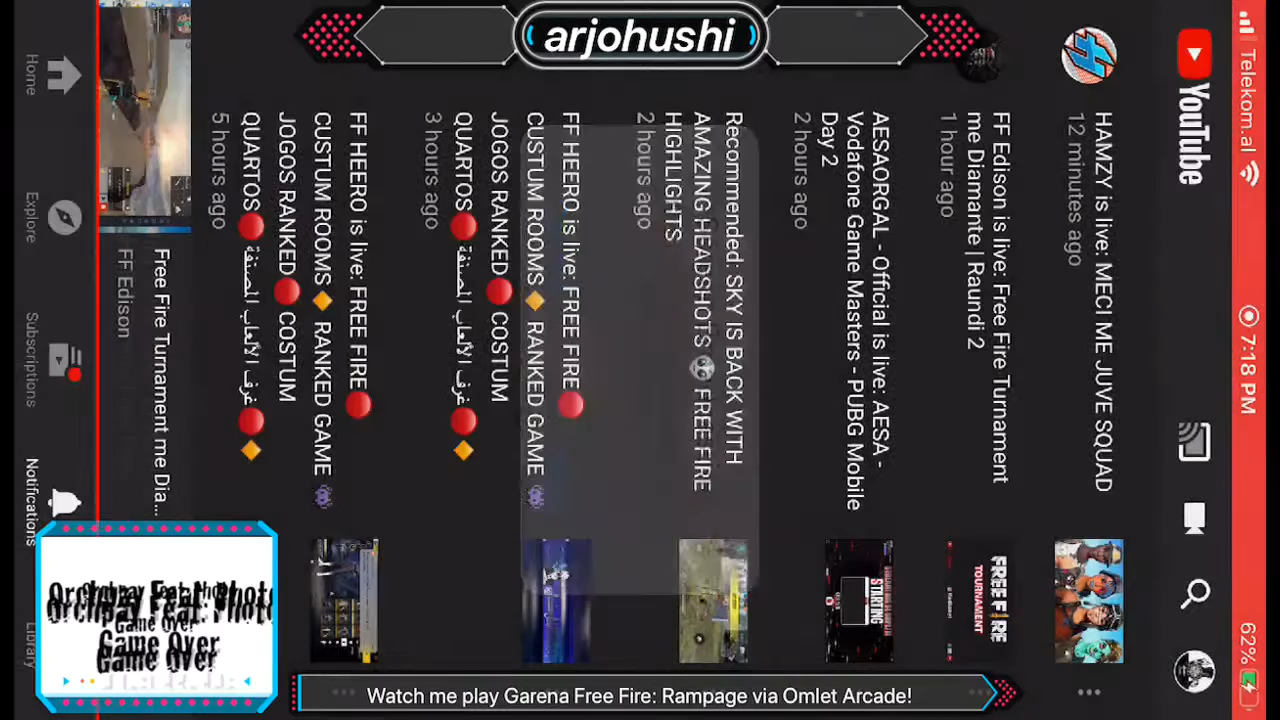 arjohushi
Telekom.al
7:18 PM
62%
YouTube
HAMZY is live: MECI ME JUVE SQUAD
12 minutes ago
FF Edison is live: Free Fire Turnament
me Diamante | Raundi 2
1 hour ago
FREE FIRE
TOURNAMENT
AESAORGAL - Official is live: AESA -
Vodafone Game Masters - PUBG Mobile
Day 2
2 hours ago
STARTING
Recommended: SKY IS BACK WITH
AMAZING HEADSHOTS 💀 FREE FIRE
HIGHLIGHTS
2 hours ago
FF HEERO is live: FREE FIRE🔴
CUSTUM ROOMS🔸 RANKED GAME 👾
JOGOS RANKED🔴 COSTUM
QUARTOS🔴غرف الألعاب المصنفة🔴🔸
3 hours ago
FF HEERO is live: FREE FIRE🔴
CUSTUM ROOMS🔸 RANKED GAME 👾
JOGOS RANKED🔴 COSTUM
QUARTOS🔴غرف الألعاب المصنفة🔴🔸
5 hours ago
Free Fire Turnament me Dia...
FF Edison
Home
Explore
Subscriptions
Notifications
Library
Orchpay Feat: Photo
Game Over
Game Over
Watch me play Garena Free Fire: Rampage via Omlet Arcade!